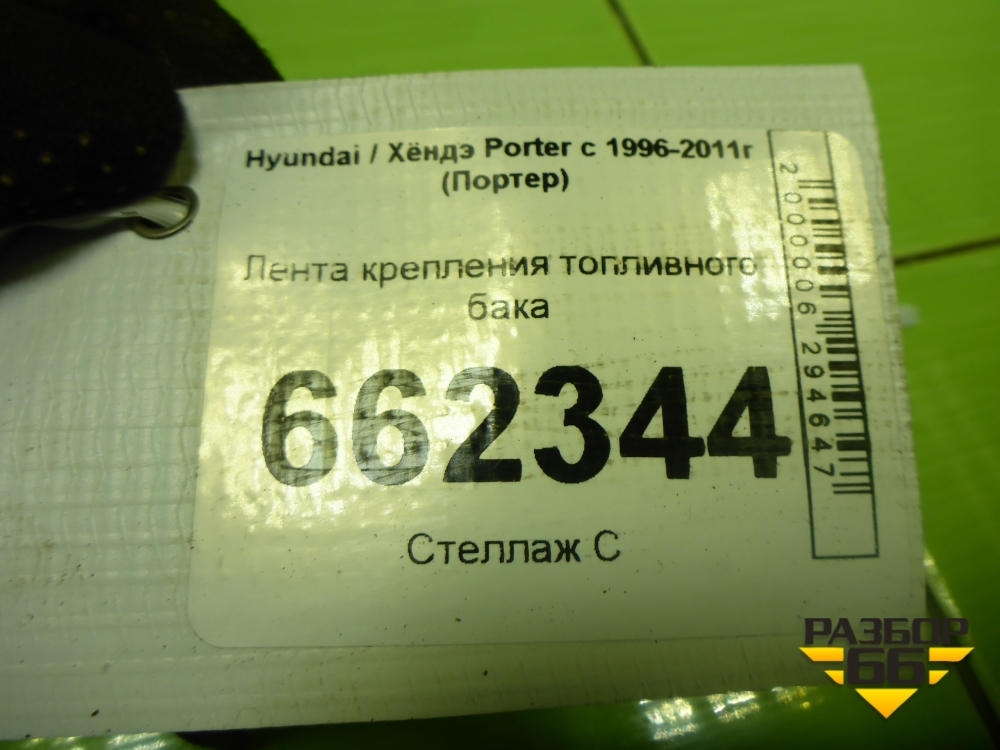 Hyundai / Хёндэ Porter с 1996-2011г
(Портер)
Лента крепления топливного
бака
662344
Стеллаж С
2000006294647
РАЗБОР
66